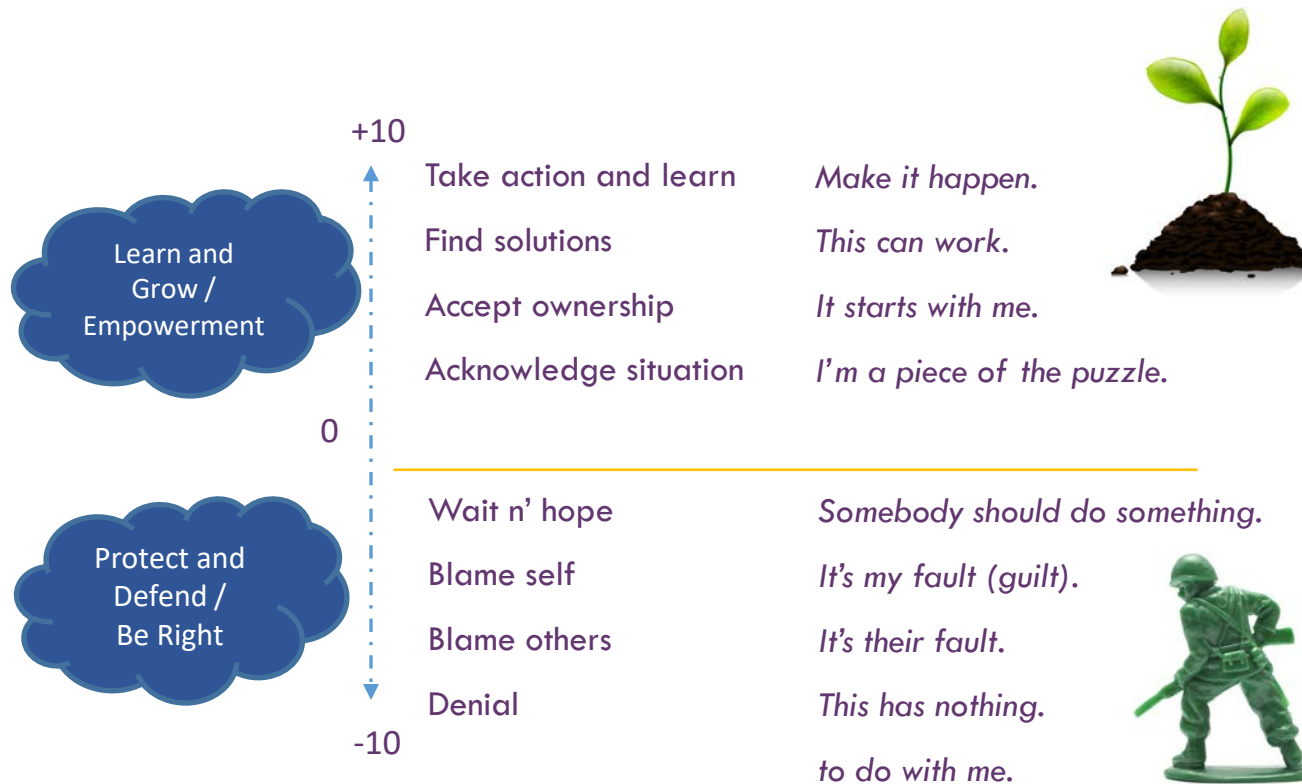 +10
Take action and learn Make it happen.
Find solutions This can work.
Learn and
Grow /
Empowerment
Accept ownership It starts with me.
Acknowledge situation I'm a piece of the puzzle.
0
Wait n' hope Somebody should do something.
Protect and
Defend /
Be Right
Blame self It's my fault (guilt).
Blame others It's their fault.
Denial This has nothing.
to do with me.
-10